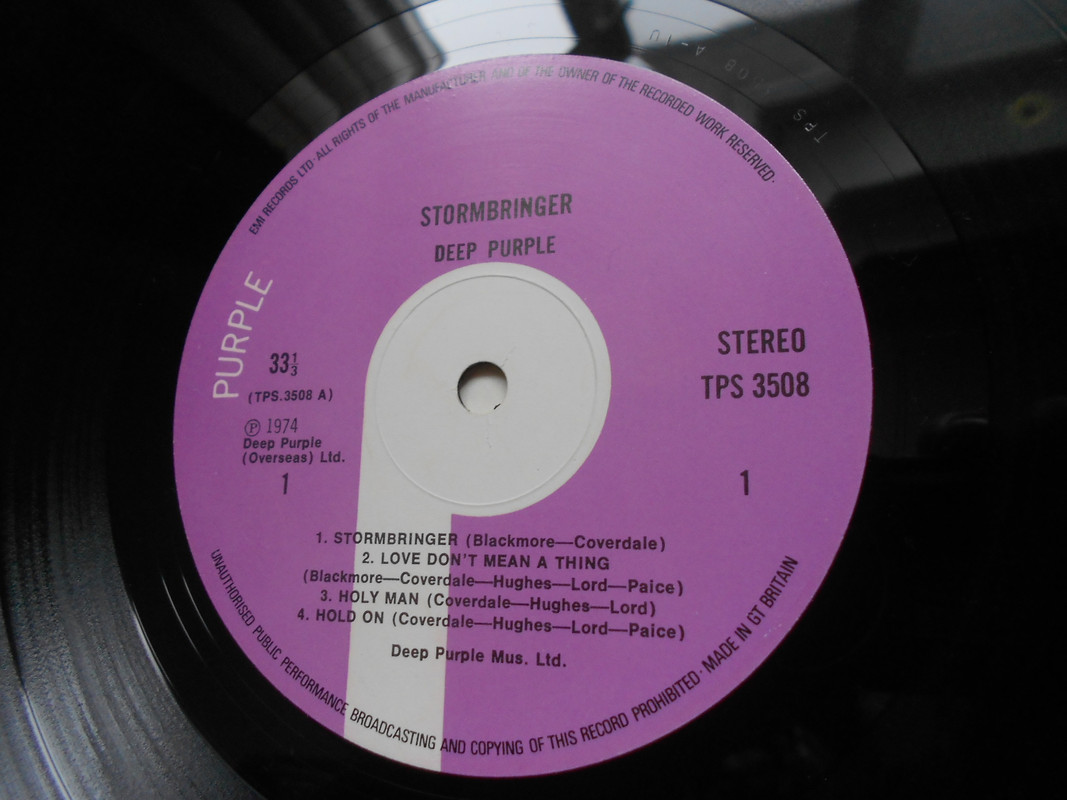 EMI RECORDS LTD·ALL RIGHTS OF THE MANUFACTURER AND OF THE OWNER OF THE RECORDED WORK RESERVED·
STORMBRINGER
DEEP PURPLE
PURPLE
33⅓
(TPS.3508 A)
Ⓟ 1974
Deep Purple
(Overseas) Ltd.
1
STEREO
TPS 3508
1
1. STORMBRINGER (Blackmore—Coverdale)
2. LOVE DON'T MEAN A THING
(Blackmore—Coverdale—Hughes—Lord—Paice)
3. HOLY MAN (Coverdale—Hughes—Lord)
4. HOLD ON (Coverdale—Hughes—Lord—Paice)
Deep Purple Mus. Ltd.
UNAUTHORISED PUBLIC PERFORMANCE BROADCASTING AND COPYING OF THIS RECORD PROHIBITED·MADE IN GT BRITAIN
TPS